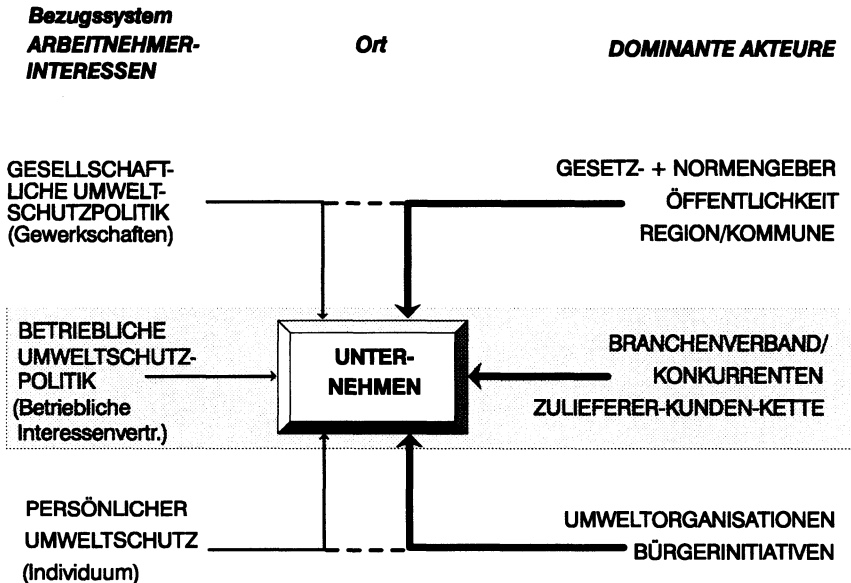 Bezugssystem
ARBEITNEHMER-
INTERESSEN
Ort
DOMINANTE AKTEURE
GESELLSCHAFT-
LICHE UMWELT-
SCHUTZPOLITIK
(Gewerkschaften)
GESETZ- + NORMENGEBER
ÖFFENTLICHKEIT
REGION/KOMMUNE
BETRIEBLICHE
UMWELTSCHUTZ-
POLITIK
(Betriebliche
Interessenvertr.)
UNTER-
NEHMEN
BRANCHENVERBAND/
KONKURRENTEN
ZULIEFERER-KUNDEN-KETTE
PERSÖNLICHER
UMWELTSCHUTZ
(Individuum)
UMWELTORGANISATIONEN
BÜRGERINITIATIVEN